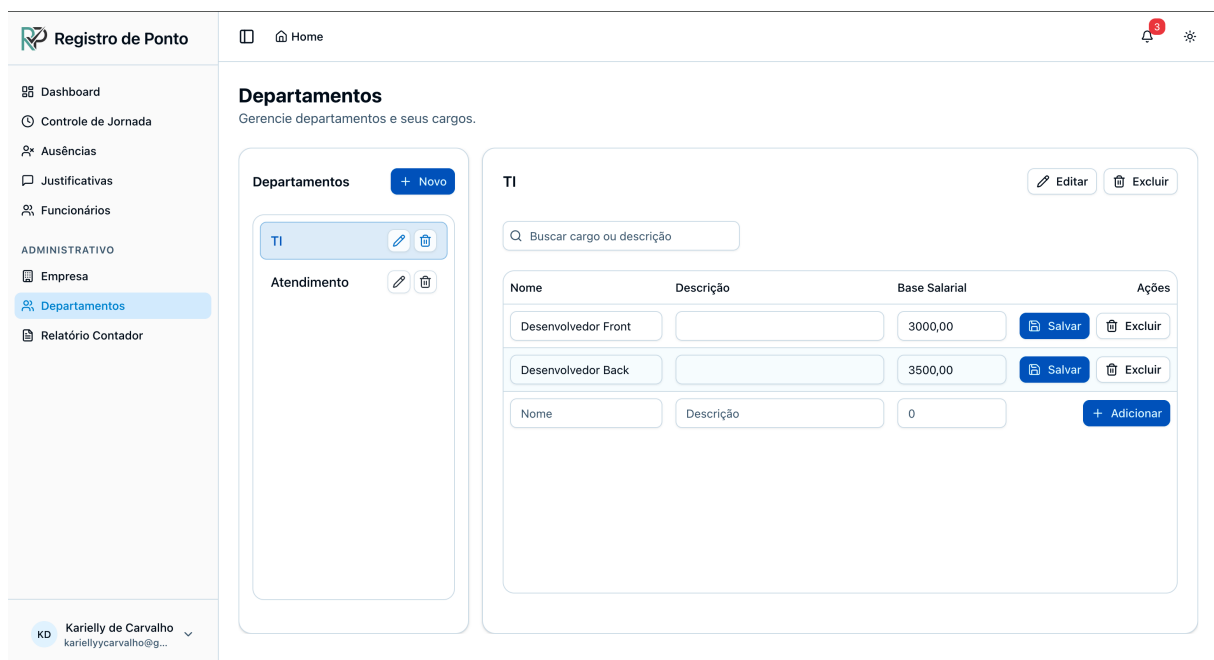 Registro de Ponto
Home
3
Dashboard
Controle de Jornada
Ausências
Justificativas
Funcionários
ADMINISTRATIVO
Empresa
Departamentos
Relatório Contador
KD
Karielly de Carvalho
kariellyycarvalho@g...
Departamentos
Gerencie departamentos e seus cargos.
Departamentos
+ Novo
TI
Atendimento
TI
Editar Excluir
Buscar cargo ou descrição
Nome Descrição Base Salarial Ações
Desenvolvedor Front 3000,00 Salvar Excluir
Desenvolvedor Back 3500,00 Salvar Excluir
Nome Descrição 0 + Adicionar